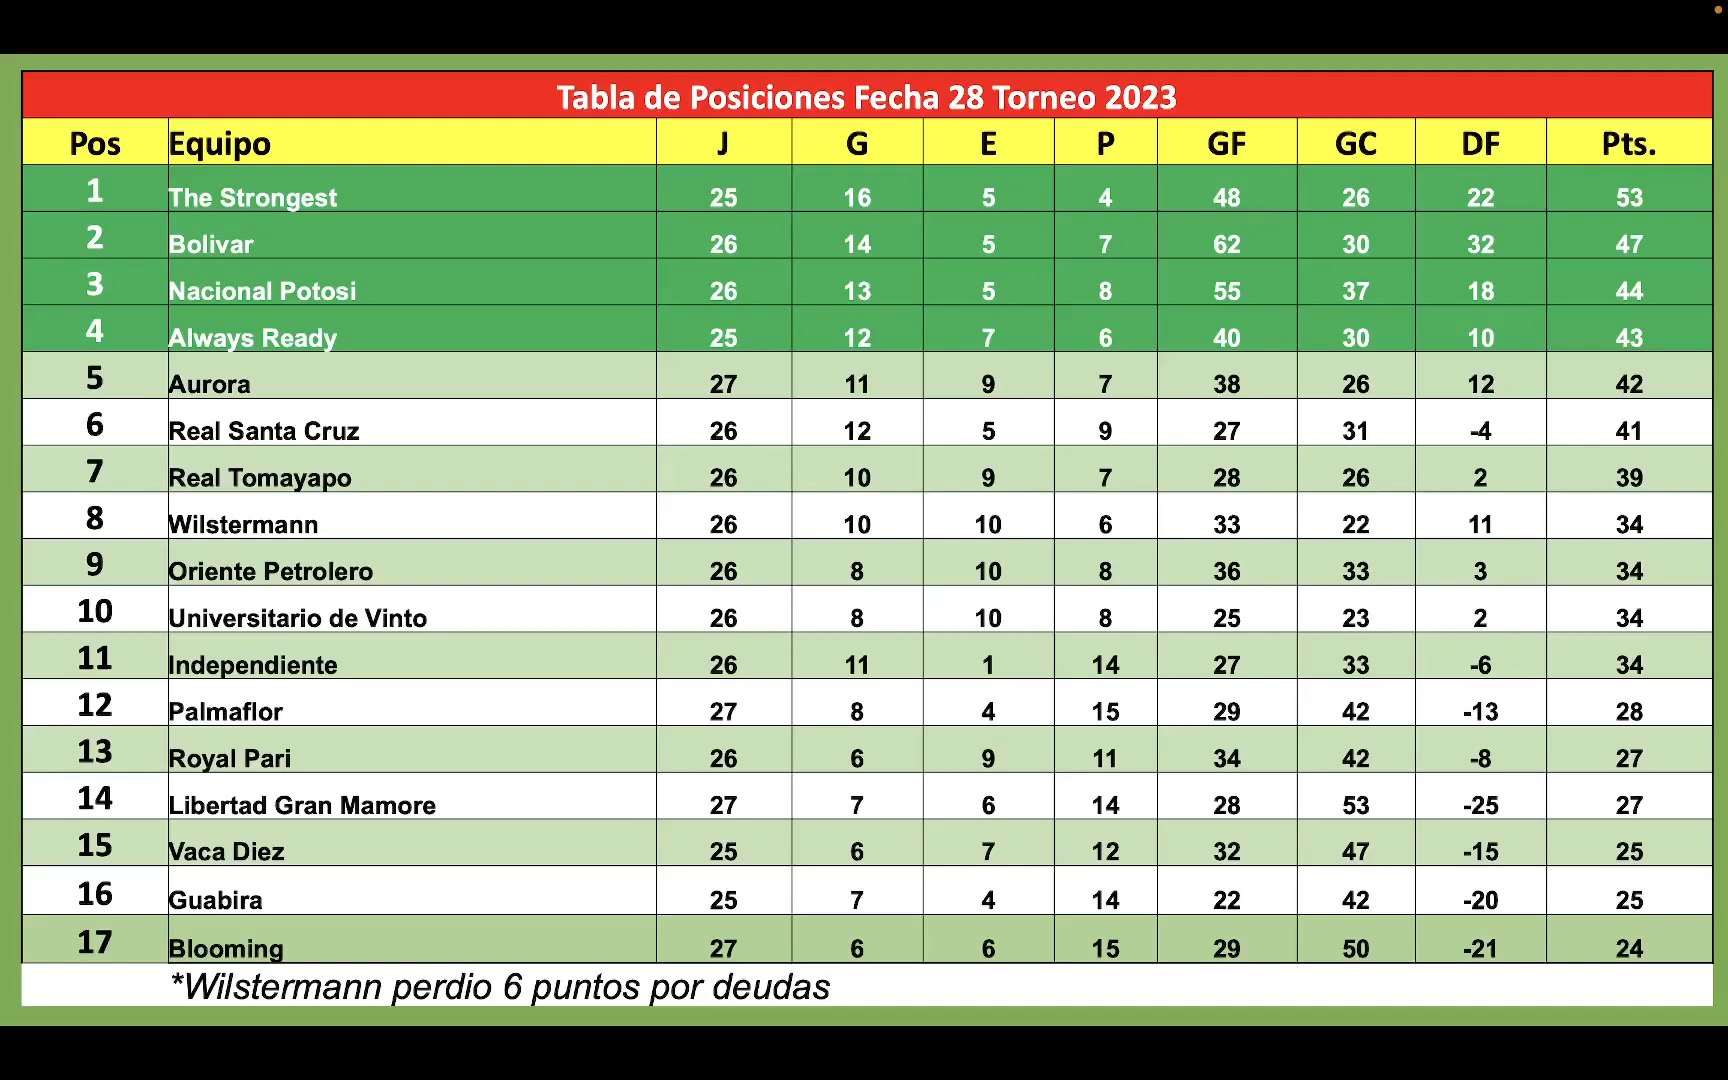 Tabla de Posiciones Fecha 28 Torneo 2023
Pos Equipo J G E P GF GC DF Pts.
1 The Strongest 25 16 5 4 48 26 22 53
2 Bolivar 26 14 5 7 62 30 32 47
3 Nacional Potosi 26 13 5 8 55 37 18 44
4 Always Ready 25 12 7 6 40 30 10 43
5 Aurora 27 11 9 7 38 26 12 42
6 Real Santa Cruz 26 12 5 9 27 31 -4 41
7 Real Tomayapo 26 10 9 7 28 26 2 39
8 Wilstermann 26 10 10 6 33 22 11 34
9 Oriente Petrolero 26 8 10 8 36 33 3 34
10 Universitario de Vinto 26 8 10 8 25 23 2 34
11 Independiente 26 11 1 14 27 33 -6 34
12 Palmaflor 27 8 4 15 29 42 -13 28
13 Royal Pari 26 6 9 11 34 42 -8 27
14 Libertad Gran Mamore 27 7 6 14 28 53 -25 27
15 Vaca Diez 25 6 7 12 32 47 -15 25
16 Guabira 25 7 4 14 22 42 -20 25
17 Blooming 27 6 6 15 29 50 -21 24
*Wilstermann perdio 6 puntos por deudas